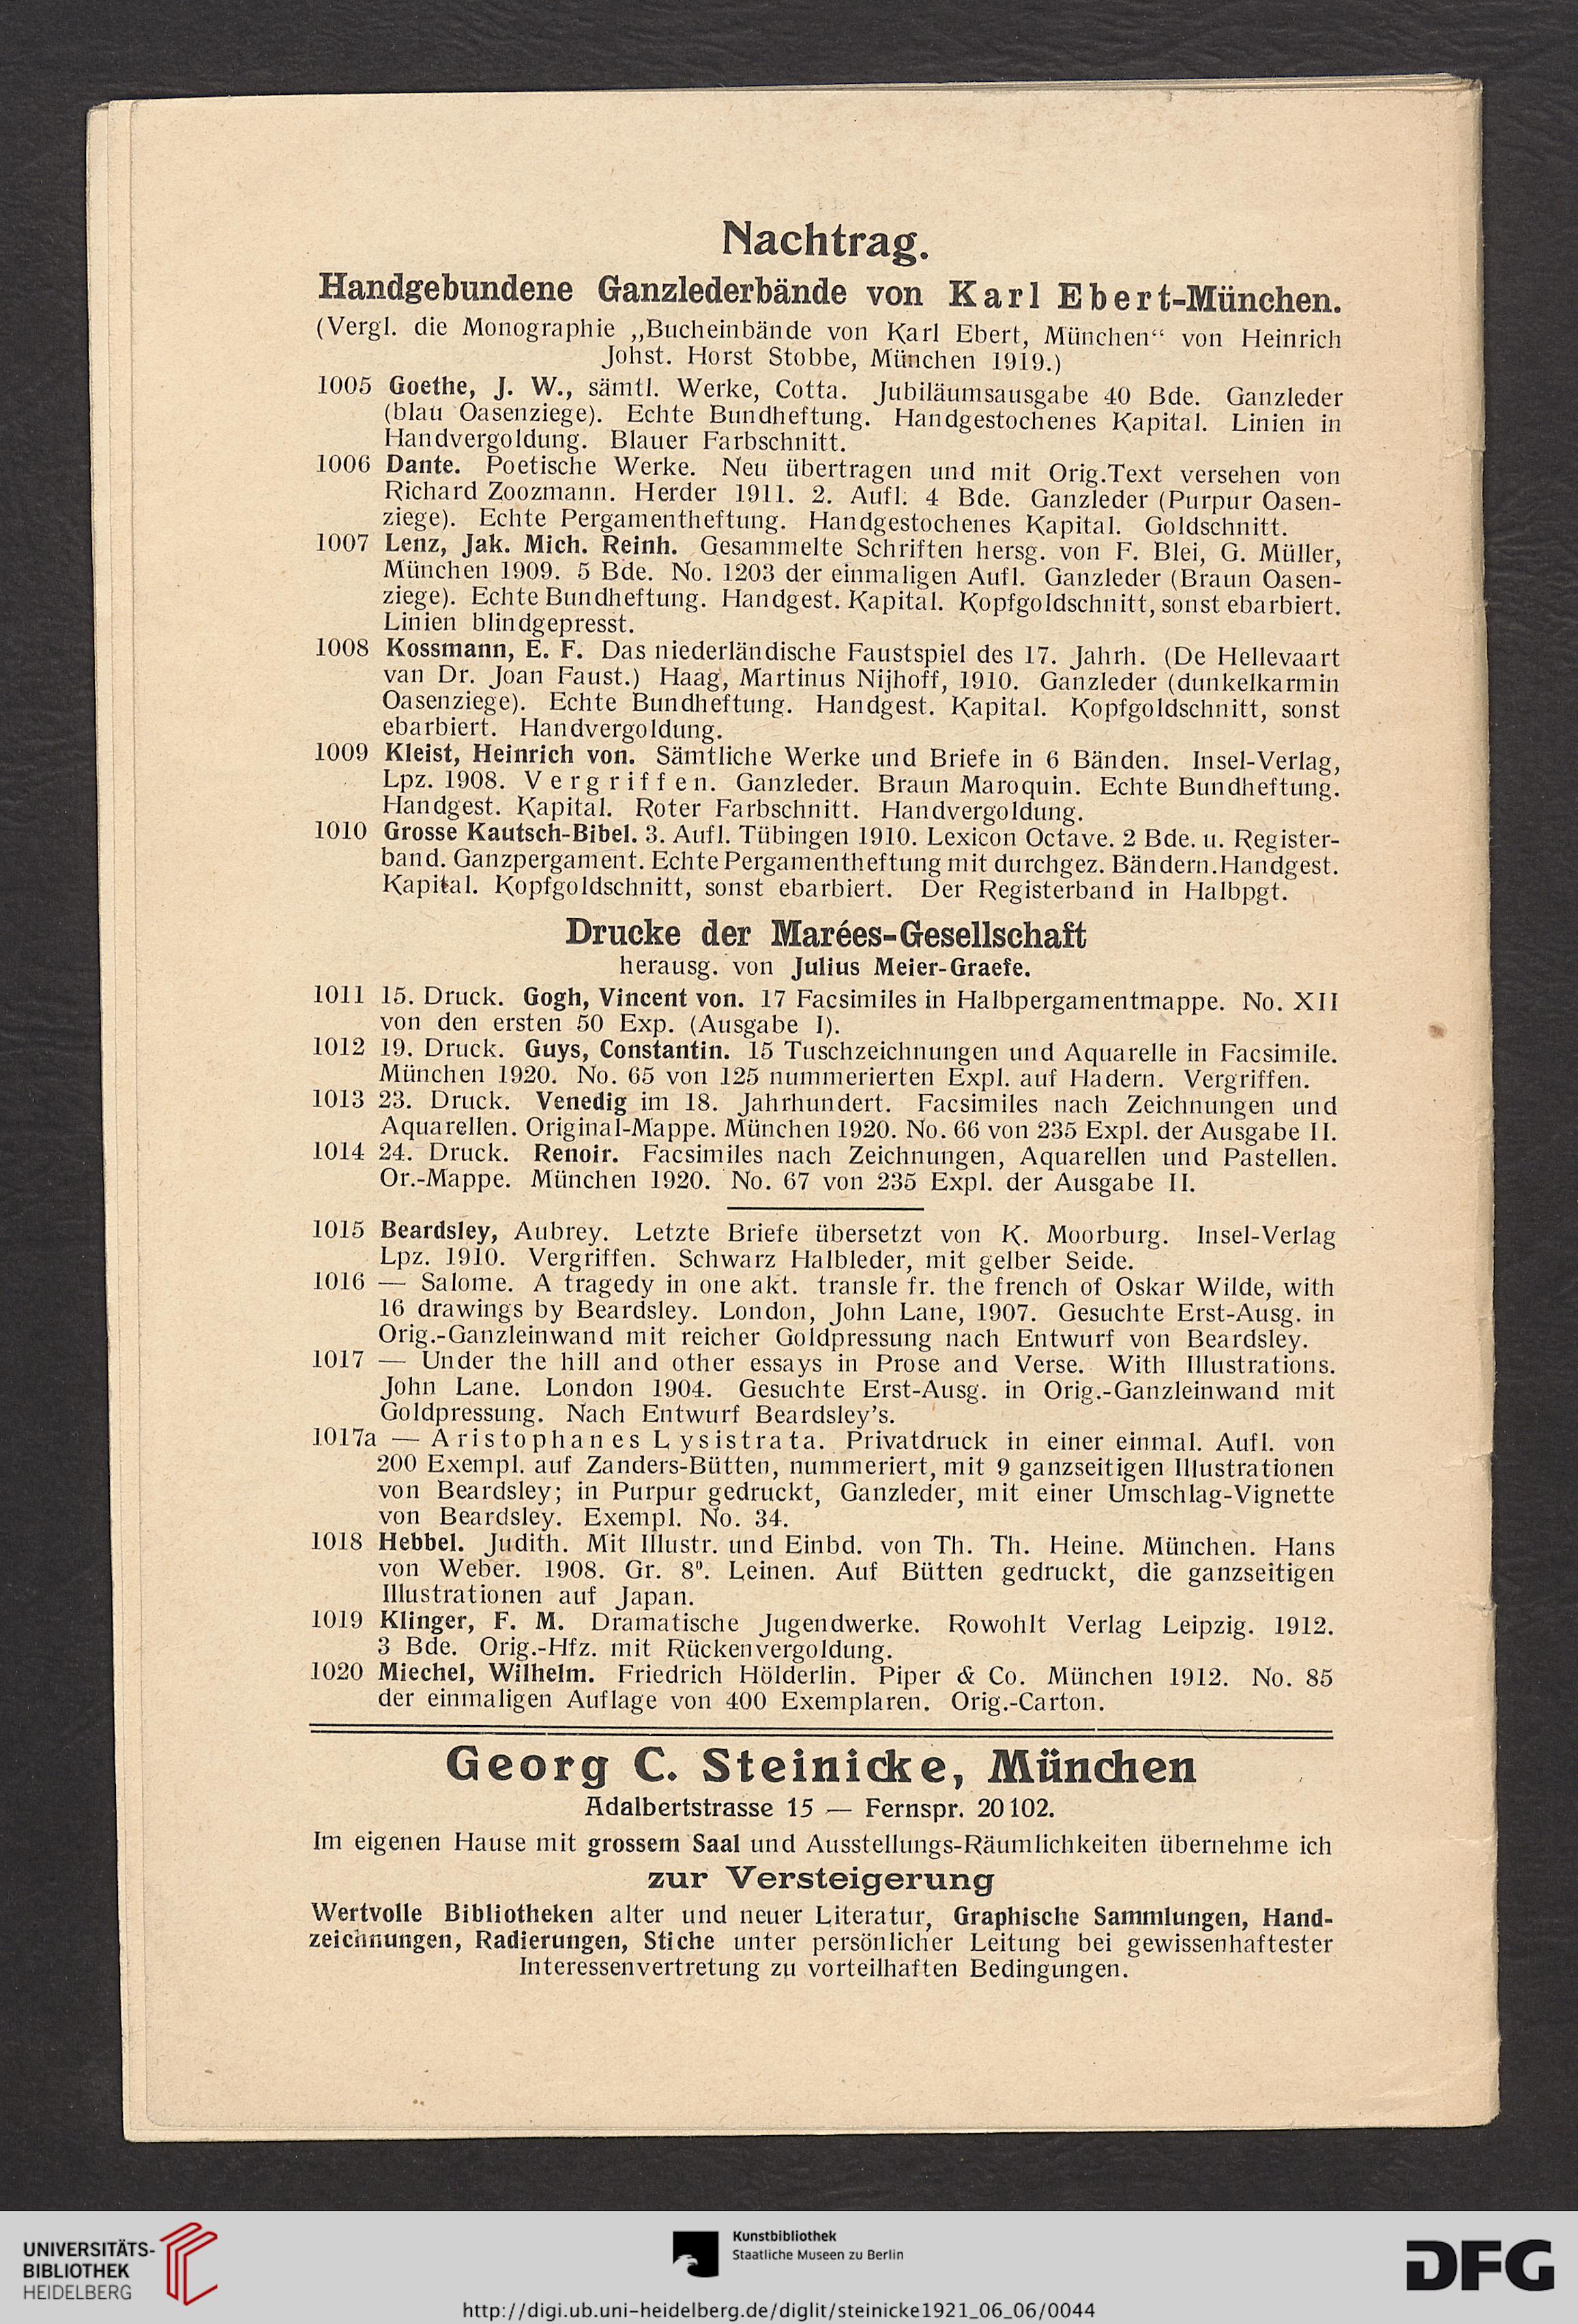 Nachtrag.
Handgebundene Ganzlederbände von Karl Ebert-München.
(Vergl. die Monographie „Bucheinbände von Karl Ebert, München“ von Heinrich
Johst. Horst Stobbe, München 1919.)
1005 Goethe, J. W., sämtl. Werke, Cotta. Jubiläumsausgabe 40 Bde. Ganzleder
(blau Oasenziege). Echte Bundheftung. Handgestochenes Kapital. Linien in
Handvergoldung. Blauer Farbschnitt.
1006 Dante. Poetische Werke. Neu übertragen und mit Orig.Text versehen von
Richard Zoozmann. Herder 1911. 2. Aufl. 4 Bde. Ganzleder (Purpur Oasen-
ziege). Echte Pergamentheftung. Handgestochenes Kapital. Goldschnitt.
1007 Lenz, Jak. Mich. Reinh. Gesammelte Schriften hersg. von F. Blei, G. Müller,
München 1909. 5 Bde. No. 1203 der einmaligen Aufl. Ganzleder (Braun Oasen-
ziege). Echte Bundheftung. Handgest. Kapital. Kopfgoldschnitt, sonst ebarbiert.
Linien blindgepresst.
1008 Kossmann, E. F. Das niederländische Faustspiel des 17. Jahrh. (De Hellevaart
van Dr. Joan Faust.) Haag, Martinus Nijhoff, 1910. Ganzleder (dunkelkarmin
Oasenziege). Echte Bundheftung. Handgest. Kapital. Kopfgoldschnitt, sonst
ebarbiert. Handvergoldung.
1009 Kleist, Heinrich von. Sämtliche Werke und Briefe in 6 Bänden. Insel-Verlag,
Lpz. 1908. Vergriffen. Ganzleder. Braun Maroquin. Echte Bundheftung.
Handgest. Kapital. Roter Farbschnitt. Handvergoldung.
1010 Grosse Kautsch-Bibel. 3. Aufl. Tübingen 1910. Lexicon Octave. 2 Bde. u. Register-
band. Ganzpergament. Echte Pergamentheftung mit durchgez. Bändern. Handgest.
Kapital. Kopfgoldschnitt, sonst ebarbiert. Der Registerband in Halbpgt.
Drucke der Marées-Gesellschaft
herausg. von Julius Meier-Graefe.
1011 15. Druck. Gogh, Vincent von. 17 Facsimiles in Halbpergamentmappe. No. XII
von den ersten 50 Exp. (Ausgabe I).
1012 19. Druck. Guys, Constantin. 15 Tuschzeichnungen und Aquarelle in Facsimile.
München 1920. No. 65 von 125 nummerierten Expl. auf Hadern. Vergriffen.
1013 23. Druck. Venedig im 18. Jahrhundert. Facsimiles nach Zeichnungen und
Aquarellen. Original-Mappe. München 1920. No. 66 von 235 Expl. der Ausgabe II.
1014 24. Druck. Renoir. Facsimiles nach Zeichnungen, Aquarellen und Pastellen.
Or.-Mappe. München 1920. No. 67 von 235 Expl. der Ausgabe II.
1015 Beardsley, Aubrey. Letzte Briefe übersetzt von K. Moorburg. Insel-Verlag
Lpz. 1910. Vergriffen. Schwarz Halbleder, mit gelber Seide.
1016 — Salome. A tragedy in one akt. transle fr. the french of Oskar Wilde, with
16 drawings by Beardsley. London, John Lane, 1907. Gesuchte Erst-Ausg. in
Orig.-Ganzleinwand mit reicher Goldpressung nach Entwurf von Beardsley.
1017 — Under the hill and other essays in Prose and Verse. With Illustrations.
John Lane. London 1904. Gesuchte Erst-Ausg. in Orig.-Ganzleinwand mit
Goldpressung. Nach Entwurf Beardsley's.
1017a — Aristophanes Lysistrata. Privatdruck in einer einmal. Aufl. von
200 Exempl. auf Zanders-Bütten, nummeriert, mit 9 ganzseitigen Illustrationen
von Beardsley; in Purpur gedruckt, Ganzleder, mit einer Umschlag-Vignette
von Beardsley. Exempl. No. 34.
1018 Hebbel. Judith. Mit Illustr. und Einbd. von Th. Th. Heine. München. Hans
von Weber. 1908. Gr. 8⁰. Leinen. Auf Bütten gedruckt, die ganzseitigen
Illustrationen auf Japan.
1019 Klinger, F. M. Dramatische Jugendwerke. Rowohlt Verlag Leipzig. 1912.
3 Bde. Orig.-Hfz. mit Rückenvergoldung.
1020 Miechel, Wilhelm. Friedrich Hölderlin. Piper & Co. München 1912. No. 85
der einmaligen Auflage von 400 Exemplaren. Orig.-Carton.
Georg C. Steinicke, München
Adalbertstrasse 15 — Fernspr. 20102.
Im eigenen Hause mit grossem Saal und Ausstellungs-Räumlichkeiten übernehme ich
zur Versteigerung
Wertvolle Bibliotheken alter und neuer Literatur, Graphische Sammlungen, Hand-
zeichnungen, Radierungen, Stiche unter persönlicher Leitung bei gewissenhaftester
Interessenvertretung zu vorteilhaften Bedingungen.
UNIVERSITÄTS-
BIBLIOTHEK
HEIDELBERG
Kunstbibliothek
Staatliche Museen zu Berlin
DFG
http://digi.ub.uni-heidelberg.de/diglit/steinicke1921_06_06/0044